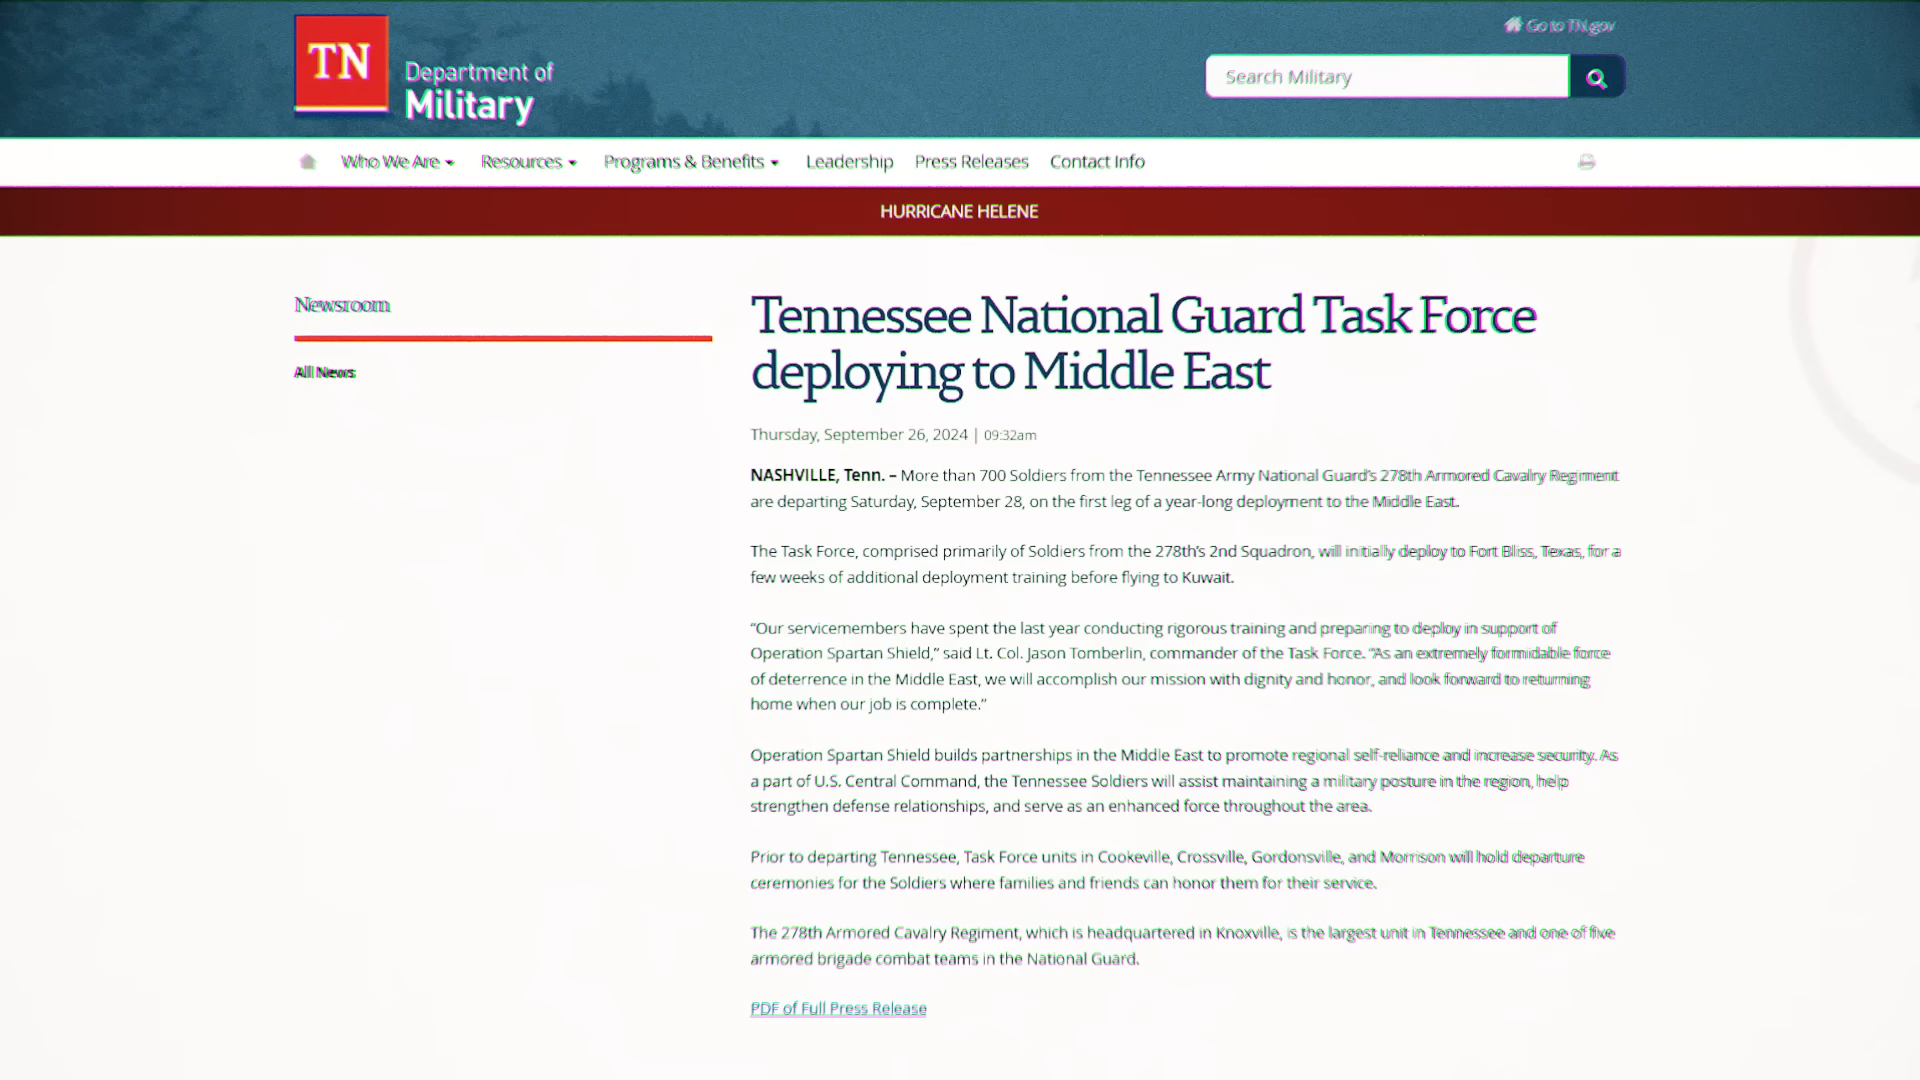 Go to TN.gov
TN
Department of
Military
Search Military
Who We Are
Resources
Programs & Benefits
Leadership
Press Releases
Contact Info
HURRICANE HELENE
Newsroom
All News
Tennessee National Guard Task Force
deploying to Middle East
Thursday, September 26, 2024 | 09:32am
NASHVILLE, Tenn. – More than 700 Soldiers from the Tennessee Army National Guard's 278th Armored Cavalry Regiment
are departing Saturday, September 28, on the first leg of a year-long deployment to the Middle East.
The Task Force, comprised primarily of Soldiers from the 278th's 2nd Squadron, will initially deploy to Fort Bliss, Texas, for a
few weeks of additional deployment training before flying to Kuwait.
“Our servicemembers have spent the last year conducting rigorous training and preparing to deploy in support of
Operation Spartan Shield,” said Lt. Col. Jason Tomberlin, commander of the Task Force. “As an extremely formidable force
of deterrence in the Middle East, we will accomplish our mission with dignity and honor, and look forward to returning
home when our job is complete.”
Operation Spartan Shield builds partnerships in the Middle East to promote regional self-reliance and increase security. As
a part of U.S. Central Command, the Tennessee Soldiers will assist maintaining a military posture in the region, help
strengthen defense relationships, and serve as an enhanced force throughout the area.
Prior to departing Tennessee, Task Force units in Cookeville, Crossville, Gordonsville, and Morrison will hold departure
ceremonies for the Soldiers where families and friends can honor them for their service.
The 278th Armored Cavalry Regiment, which is headquartered in Knoxville, is the largest unit in Tennessee and one of five
armored brigade combat teams in the National Guard.
PDF of Full Press Release